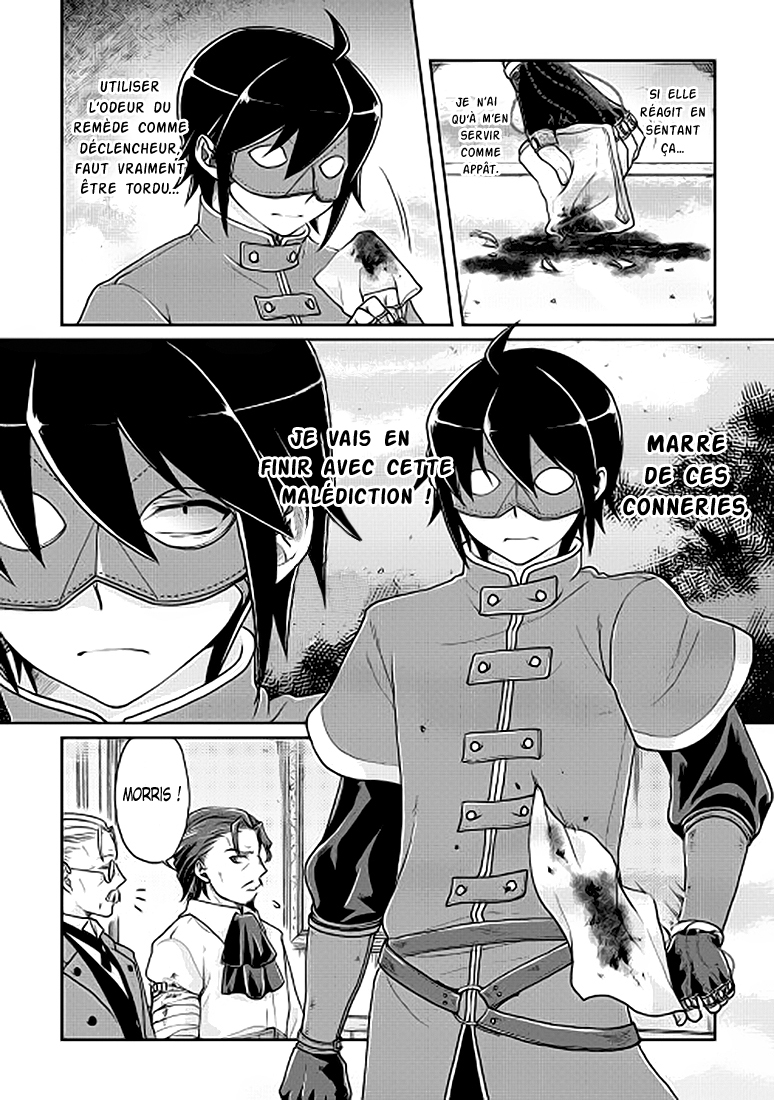 SI ELLE
RÉAGIT EN
SENTANT
ÇA...
JE N'AI
QU'À M'EN
SERVIR
COMME
APPÂT.
UTILISER
L'ODEUR DU
REMÈDE COMME
DÉCLENCHEUR,
FAUT VRAIMENT
ÊTRE TORDU...
MARRE
DE CES
CONNERIES,
JE VAIS EN
FINIR AVEC CETTE
MALÉDICTION !
MORRIS !